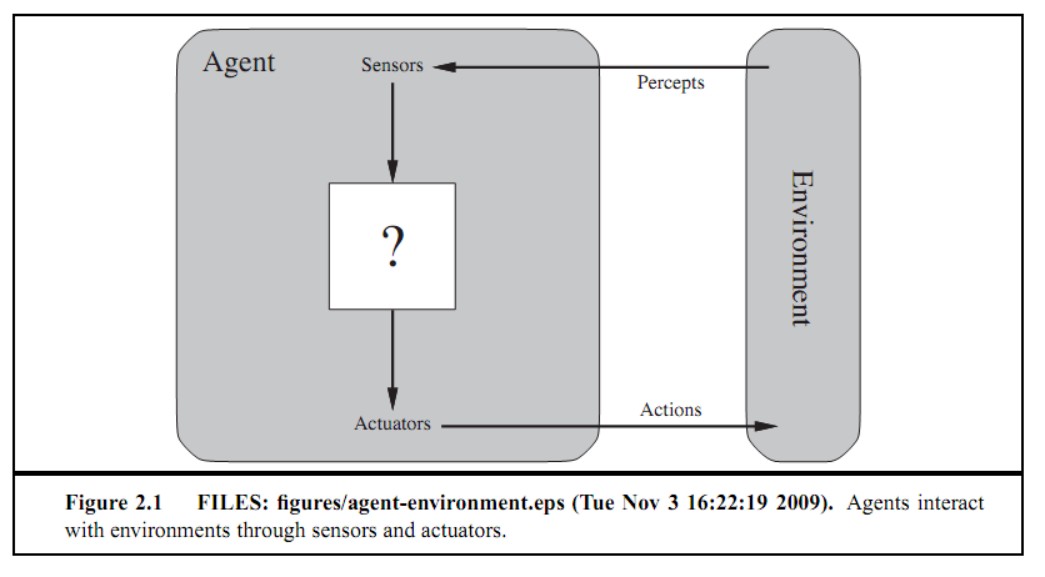 Agent
Sensors
Percepts
?
Environment
Actuators
Actions
Figure 2.1 FILES: figures/agent-environment.eps (Tue Nov 3 16:22:19 2009). Agents interact
with environments through sensors and actuators.